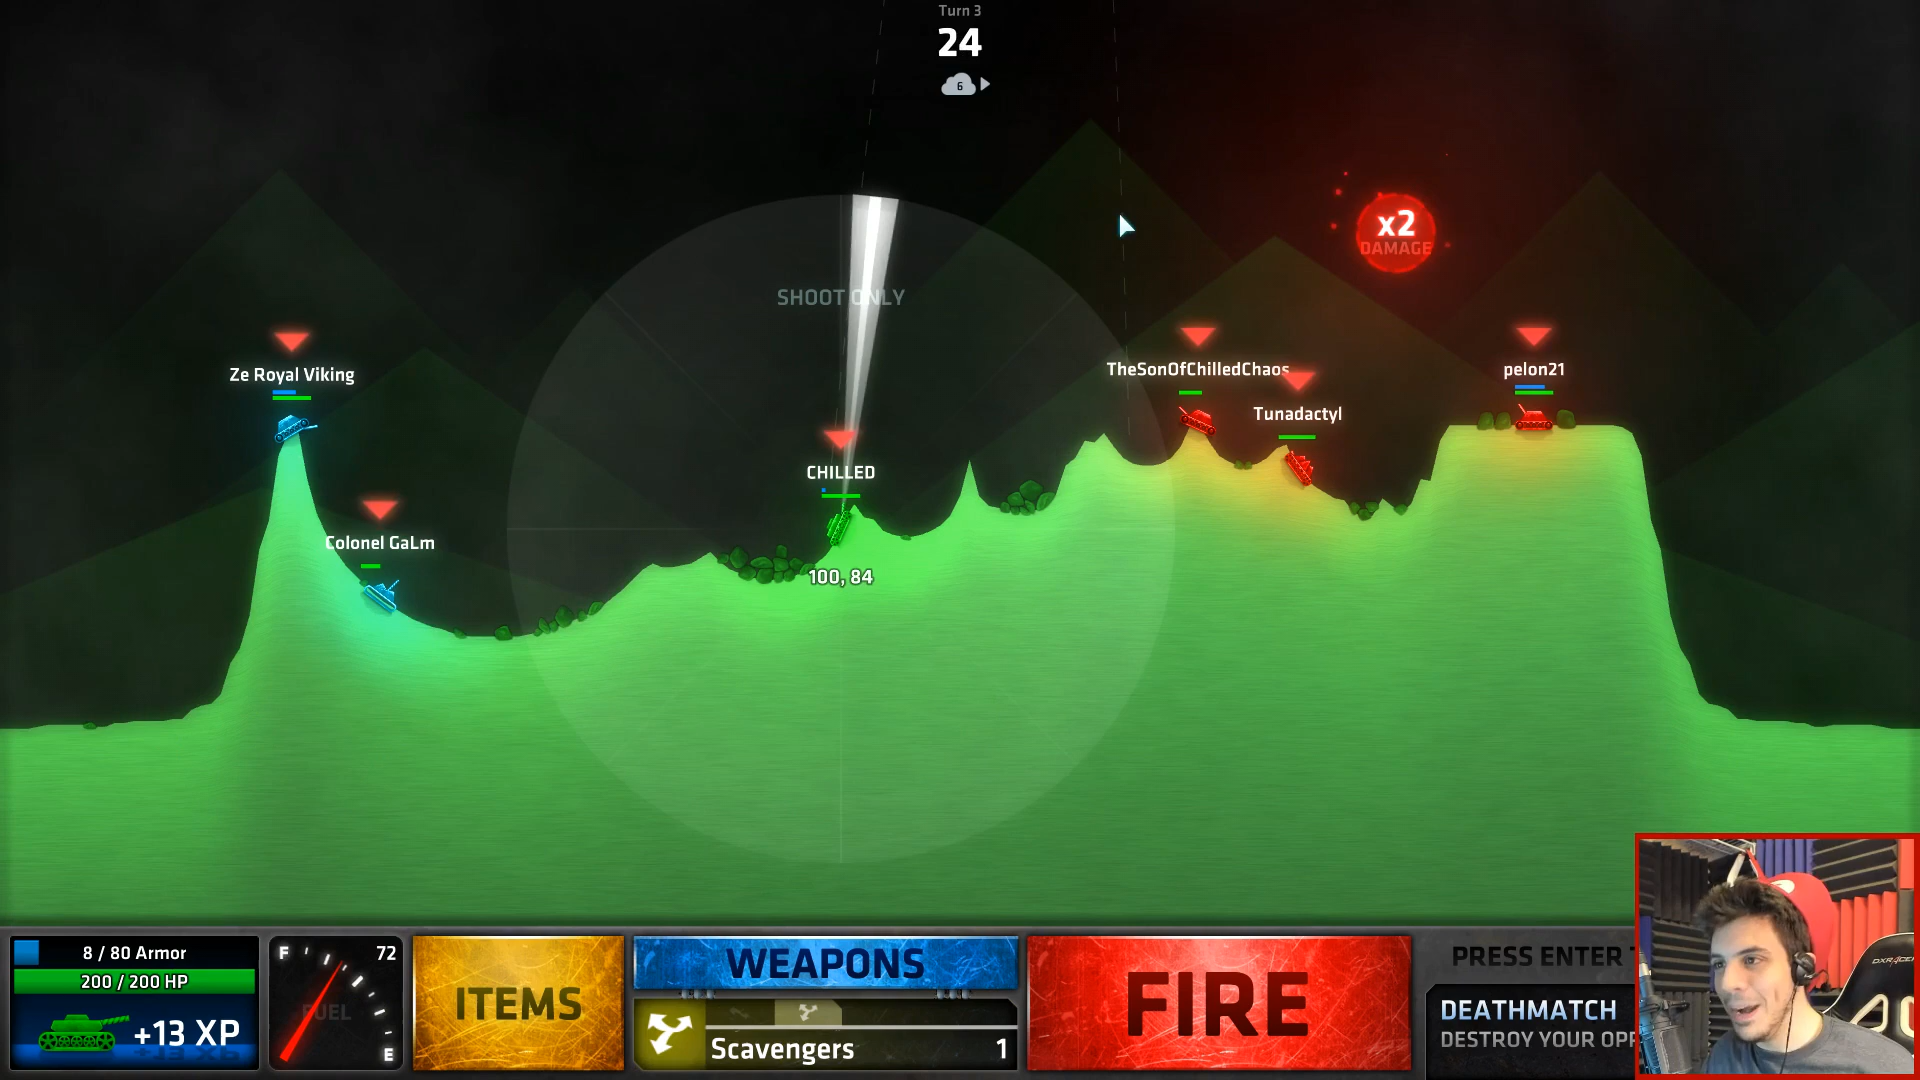 Turn 3
24
6
SHOOT ONLY
x2
DAMAGE
Ze Royal Viking
TheSonOfChilledChaos
pelon21
Tunadactyl
CHILLED
Colonel GaLm
100, 84
8 / 80 Armor
200 / 200 HP
+13 XP
F
72
FUEL
E
ITEMS
WEAPONS
Scavengers
1
FIRE
PRESS ENTER
DEATHMATCH
DESTROY YOUR